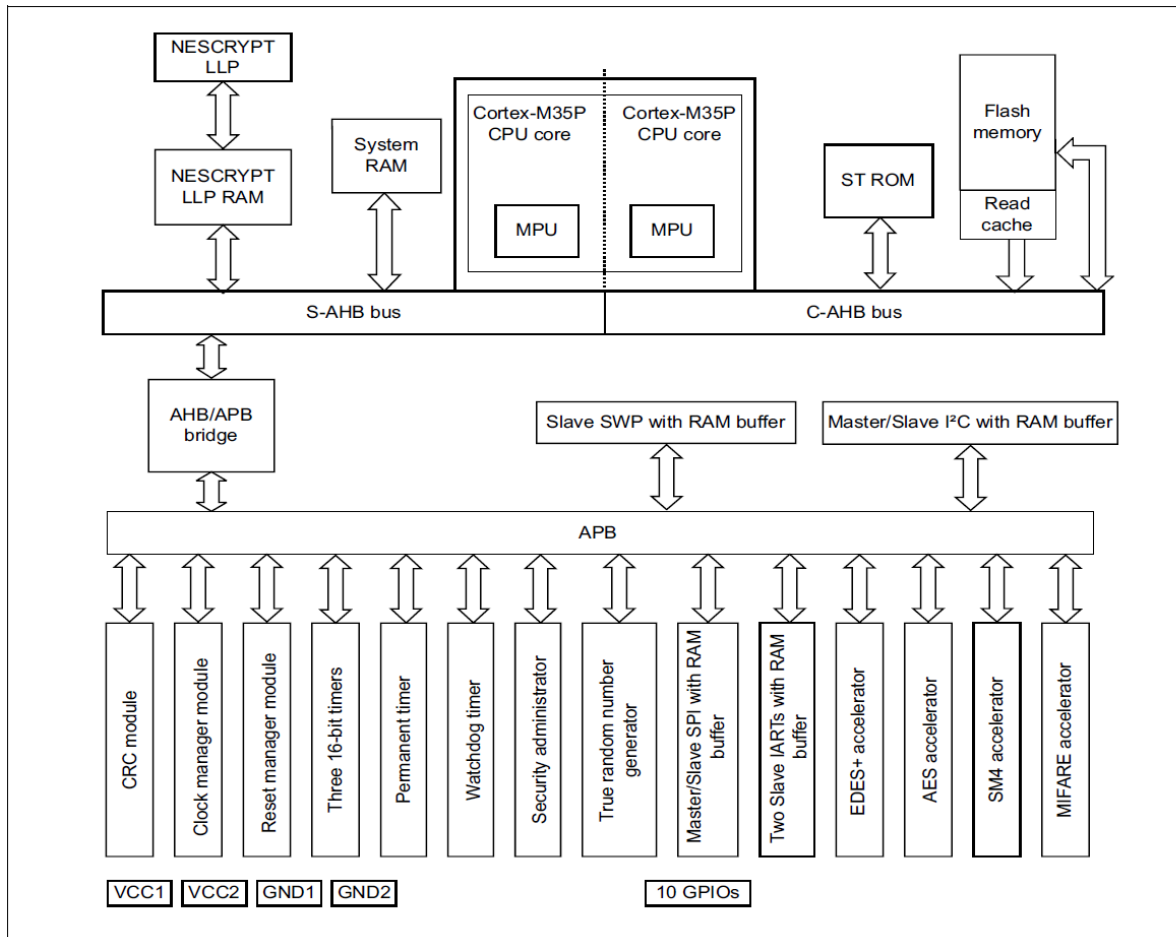 NESCRYPT
LLP
NESCRYPT
LLP RAM
System
RAM
Cortex-M35P
CPU core
MPU
Cortex-M35P
CPU core
MPU
ST ROM
Flash
memory
Read
cache
S-AHB bus
C-AHB bus
AHB/APB
bridge
Slave SWP with RAM buffer
Master/Slave I²C with RAM buffer
APB
CRC module
Clock manager module
Reset manager module
Three 16-bit timers
Permanent timer
Watchdog timer
Security administrator
True random number
generator
Master/Slave SPI with RAM
buffer
Two Slave IARTs with RAM
buffer
EDES+ accelerator
AES accelerator
SM4 accelerator
MIFARE accelerator
VCC1
VCC2
GND1
GND2
10 GPIOs